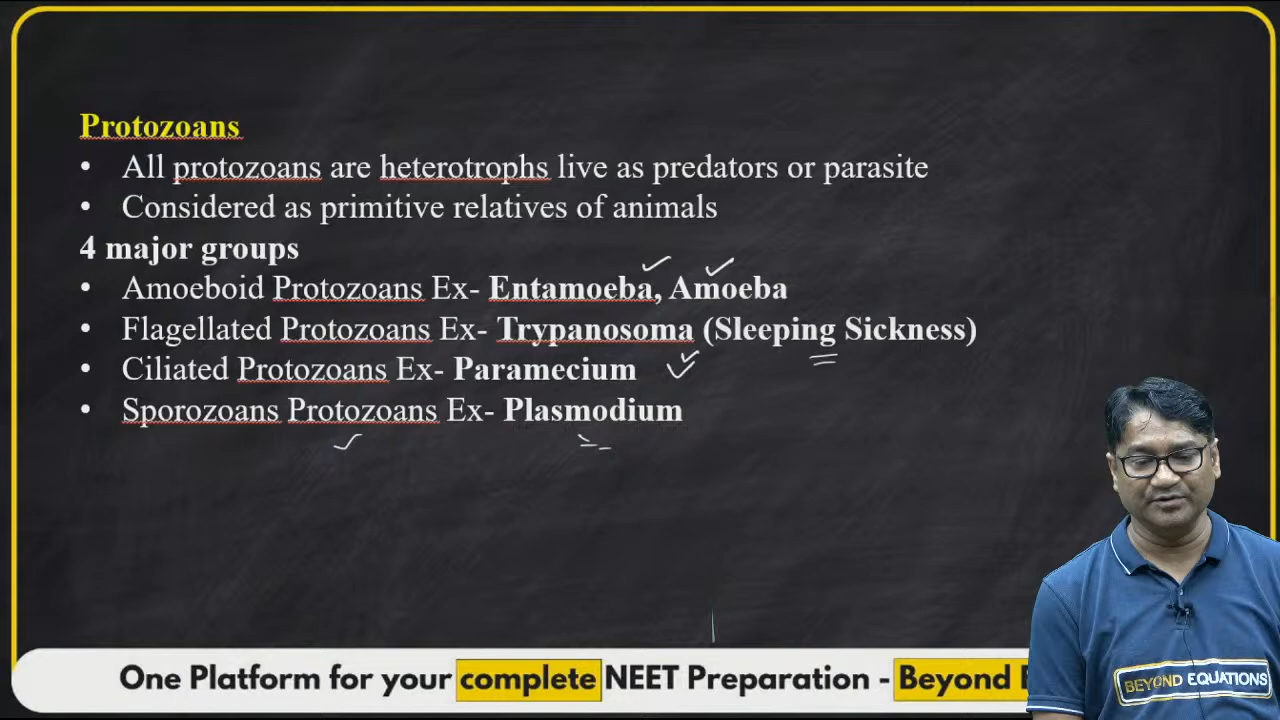 Protozoans
• All protozoans are heterotrophs live as predators or parasite
• Considered as primitive relatives of animals
4 major groups
• Amoeboid Protozoans Ex- Entamoeba, Amoeba
• Flagellated Protozoans Ex- Trypanosoma (Sleeping Sickness)
• Ciliated Protozoans Ex- Paramecium
• Sporozoans Protozoans Ex- Plasmodium
One Platform for your complete NEET Preparation - Beyond
BEYOND EQUATIONS